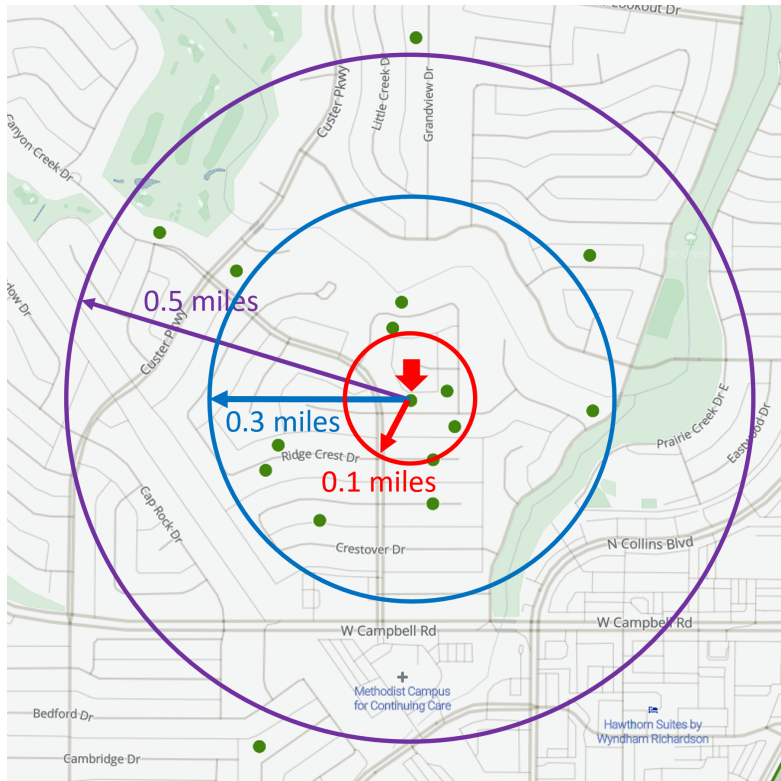 Lookout Dr
Custer Pkwy
Little Creek D
Grandview Dr
Canyon Creek Dr
dow Dr
0.5 miles
Custer Pkwy
0.3 miles
Ridge Crest Dr
0.1 miles
Prairie Creek Dr E
Eastwood Dr
Cap Rock Dr
Crestover Dr
N Collins Blvd
W Campbell Rd
W Campbell Rd
Methodist Campus
for Continuing Care
Bedford Dr
Hawthorn Suites by
Wyndham Richardson
Cambridge Dr